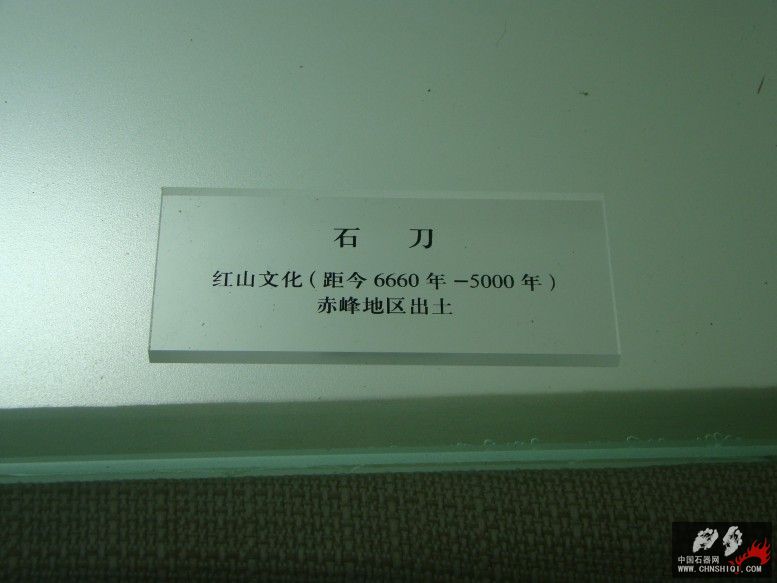 石 刀
红山文化（距今6660年－5000年）
赤峰地区出土
中国石器网
WWW.CHNSHIQI.COM